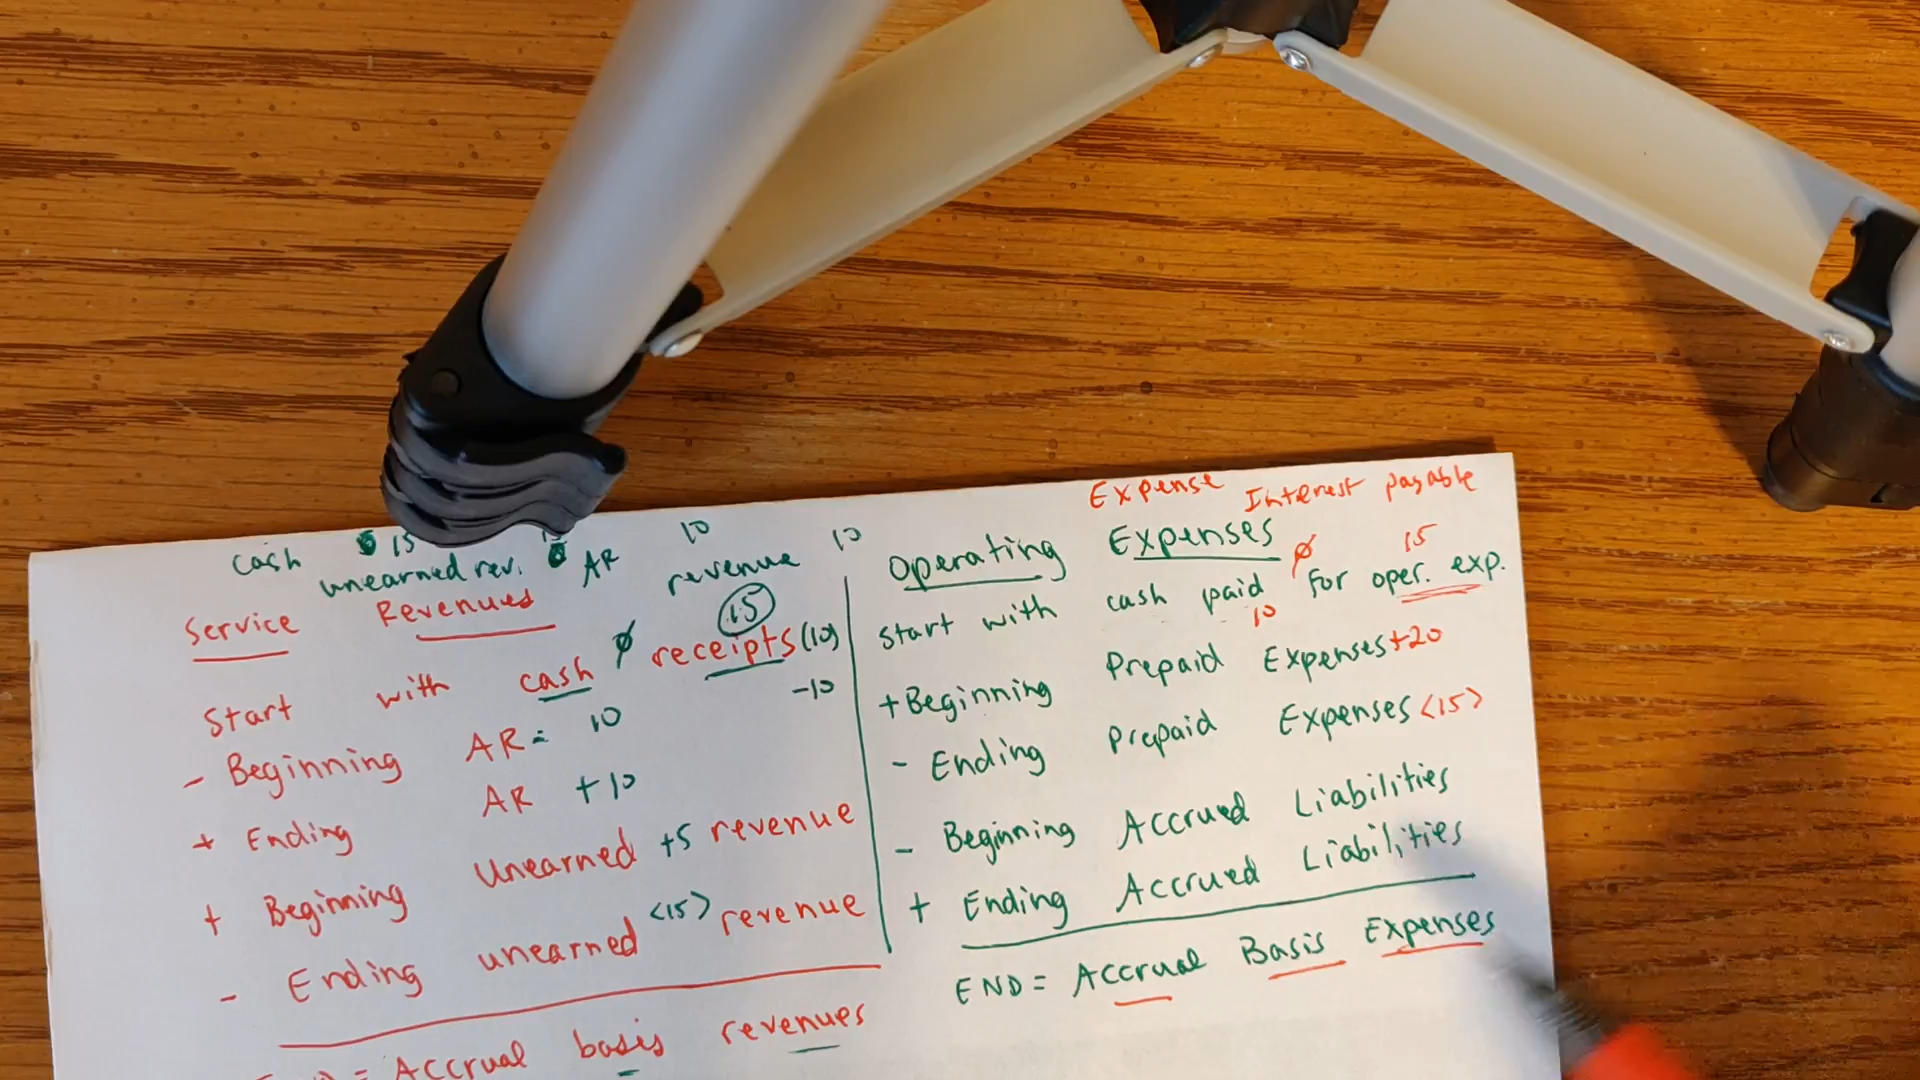 cash 15
unearned rev. 15 AR 10 revenue 10
Service Revenues
Start with cash ∅ receipts (10) 15
- Beginning AR = 10 -10
+ Ending AR +10
+ Beginning unearned +5 revenue
- Ending unearned <15> revenue
= Accrual basis revenues
Expense Interest payable
Operating Expenses ∅ 15
Start with cash paid for oper. exp.
10
+ Beginning Prepaid Expenses +20
- Ending Prepaid Expenses <15>
- Beginning Accrued Liabilities
+ Ending Accrued Liabilities
END = Accrual Basis Expenses